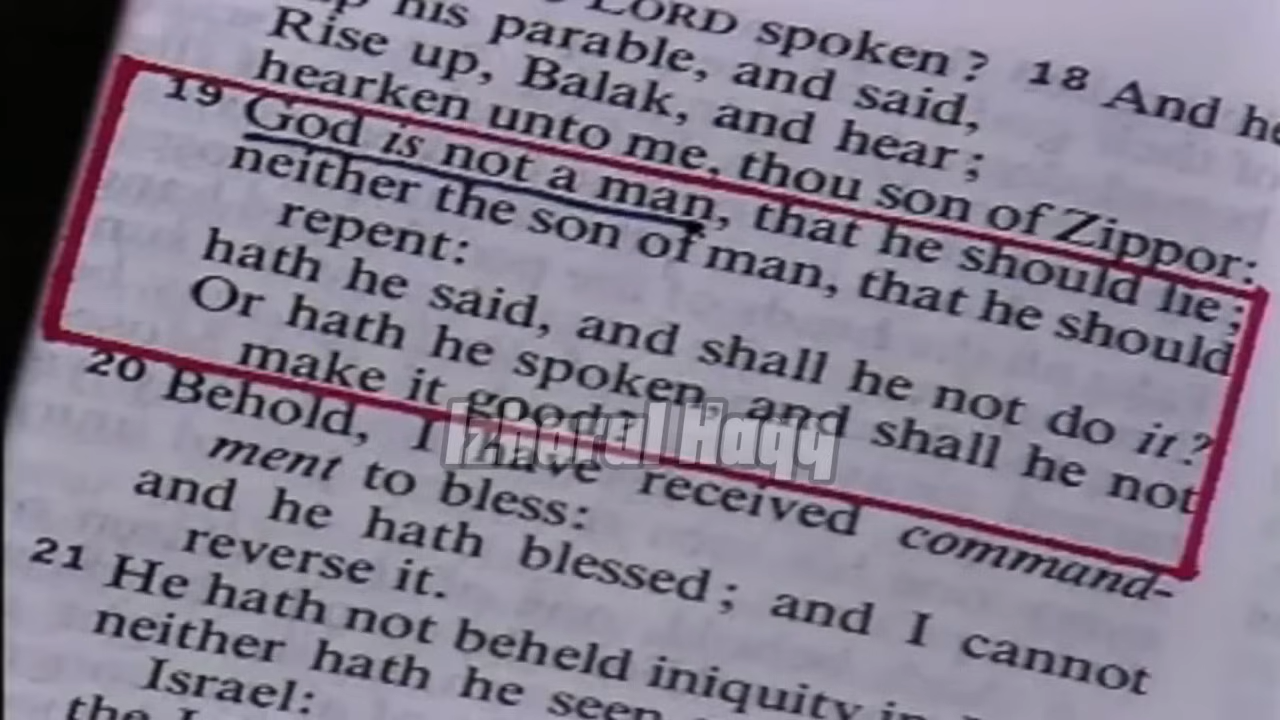 LORD spoken? 18 And
his parable, and said,
Rise up, Balak, and hear;
hearken unto me, thou son of Zippor:
19 God is not a man, that he should lie;
neither the son of man, that he should
repent:
hath he said, and shall he not do it?
Or hath he spoken, and shall he not
make it good?
20 Behold, I have received command-
ment to bless:
and he hath blessed; and I cannot
reverse it.
21 He hath not beheld iniquity in
neither hath he seen
Israel:
the
Haqq